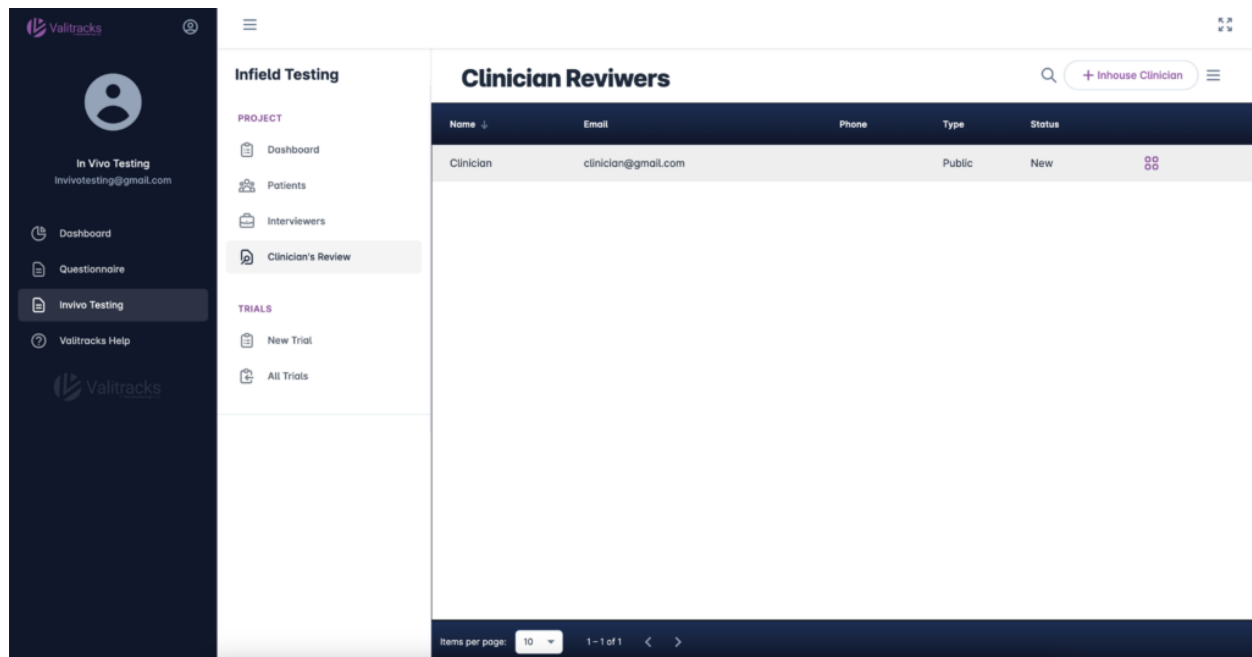 Valitracks
In Vivo Testing
Invivotesting@gmail.com
Dashboard
Questionnaire
Invivo Testing
Valitracks Help
Valitracks
Infield Testing
PROJECT
Dashboard
Patients
Interviewers
Clinician's Review
TRIALS
New Trial
All Trials
Clinician Reviwers
+ Inhouse Clinician
Name ↓ Email Phone Type Status
Clinician clinician@gmail.com Public New
Items per page: 10 1 – 1 of 1